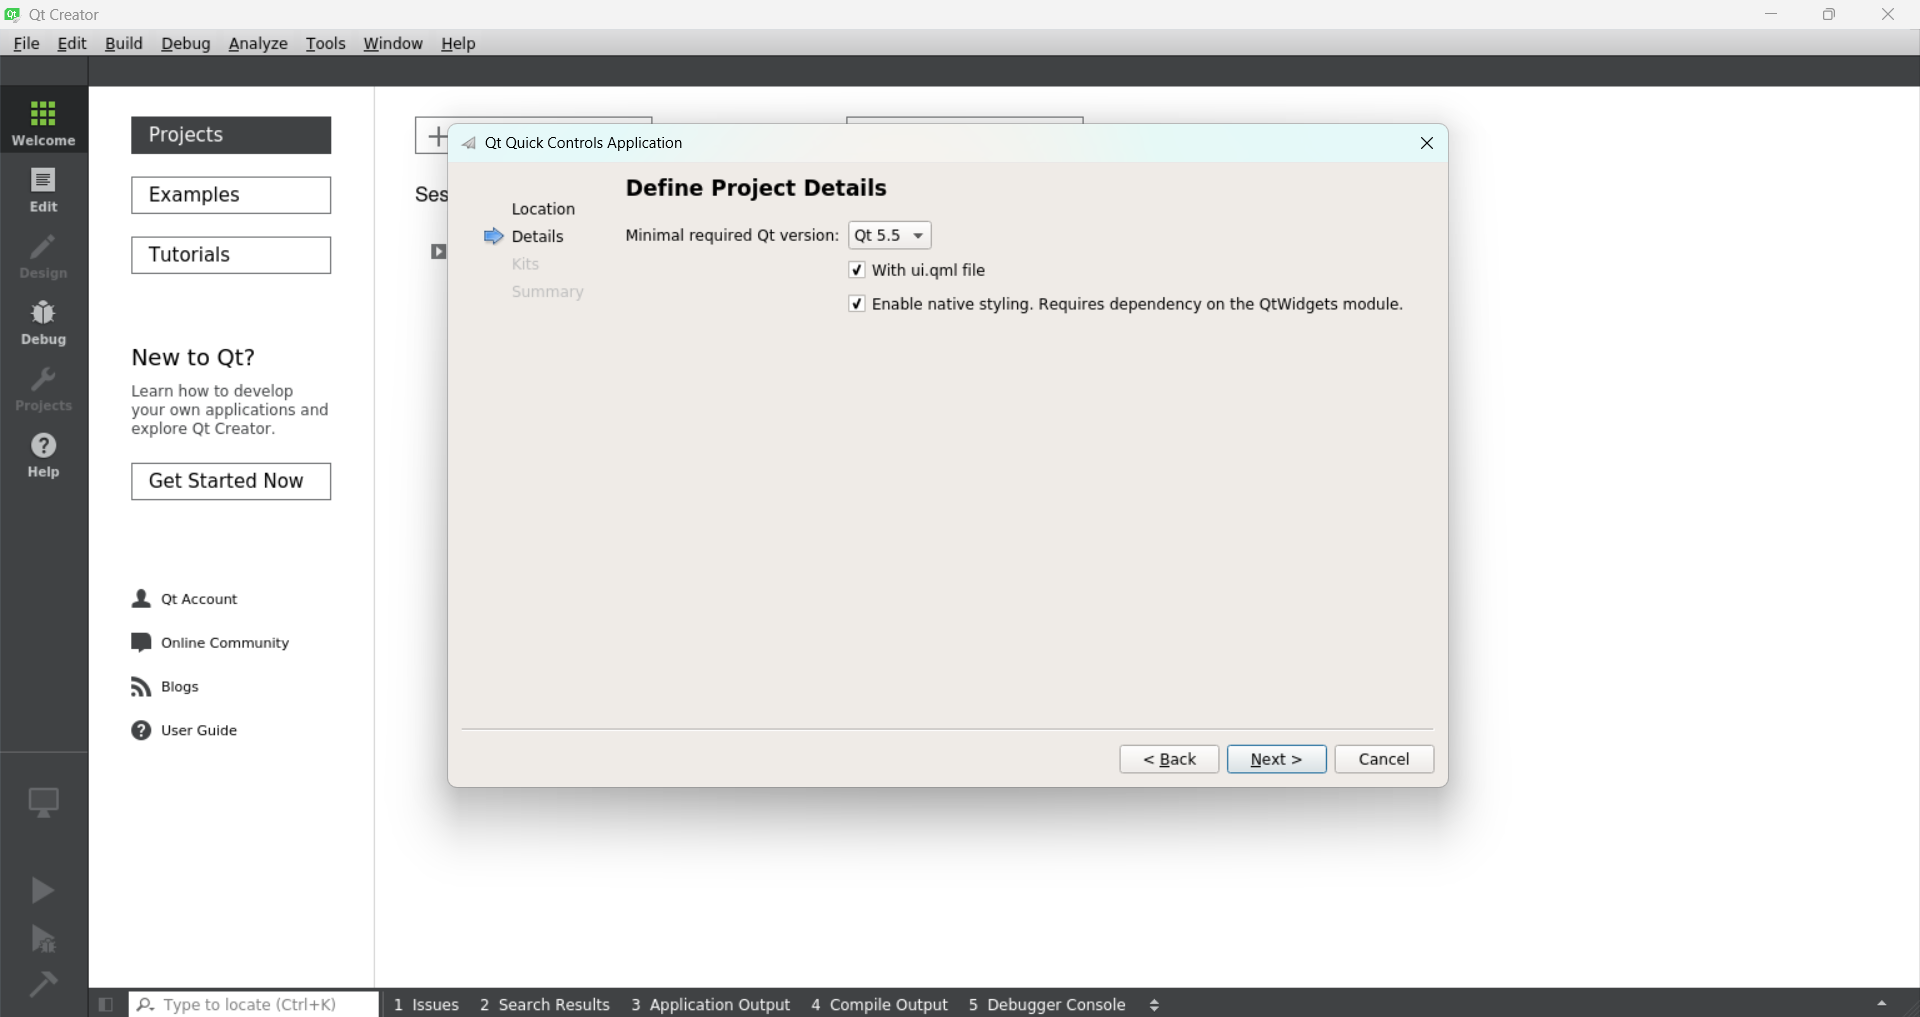 Qt Creator
File Edit Build Debug Analyze Tools Window Help
Welcome
Edit
Design
Debug
Projects
Help
Projects
Examples
Tutorials
New to Qt?
Learn how to develop
your own applications and
explore Qt Creator.
Get Started Now
Qt Account
Online Community
Blogs
User Guide
Ses
Qt Quick Controls Application
Location
Details
Kits
Summary
Define Project Details
Minimal required Qt version: Qt 5.5
With ui.qml file
Enable native styling. Requires dependency on the QtWidgets module.
< Back Next > Cancel
Type to locate (Ctrl+K) 1 Issues 2 Search Results 3 Application Output 4 Compile Output 5 Debugger Console